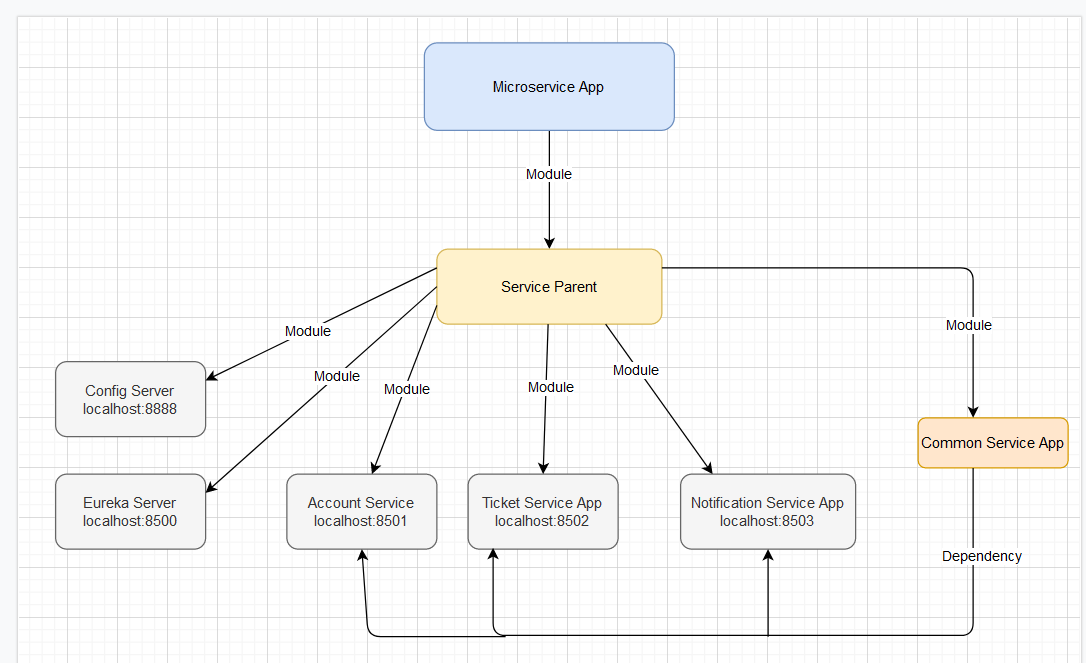 Microservice App
Module
Service Parent
Module
Module
Module
Module
Module
Module
Config Server
localhost:8888
Common Service App
Eureka Server
localhost:8500
Account Service
localhost:8501
Ticket Service App
localhost:8502
Notification Service App
localhost:8503
Dependency